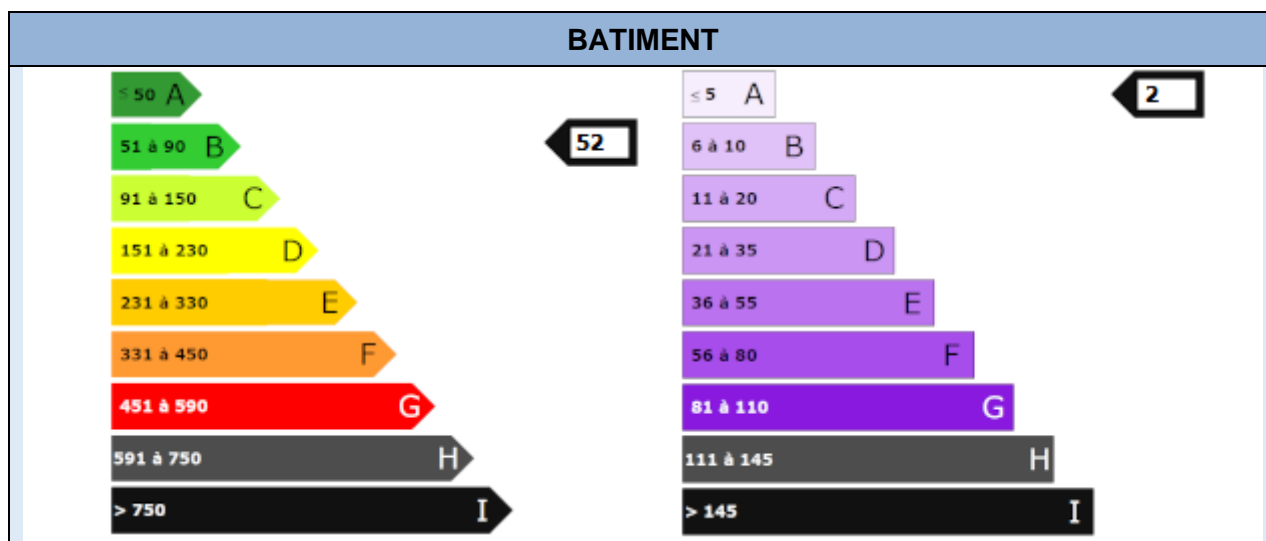 BATIMENT
≤ 50 A
51 à 90 B
91 à 150 C
151 à 230 D
231 à 330 E
331 à 450 F
451 à 590 G
591 à 750 H
> 750 I
52
≤ 5 A
6 à 10 B
11 à 20 C
21 à 35 D
36 à 55 E
56 à 80 F
81 à 110 G
111 à 145 H
> 145 I
2